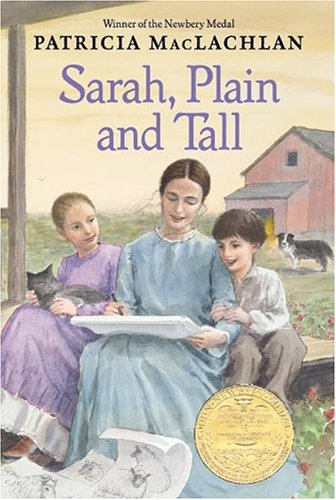 Winner of the Newbery Medal
PATRICIA MACLACHLAN
Sarah, Plain
and Tall